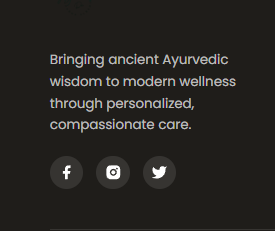 Bringing ancient Ayurvedic
wisdom to modern wellness
through personalized,
compassionate care.